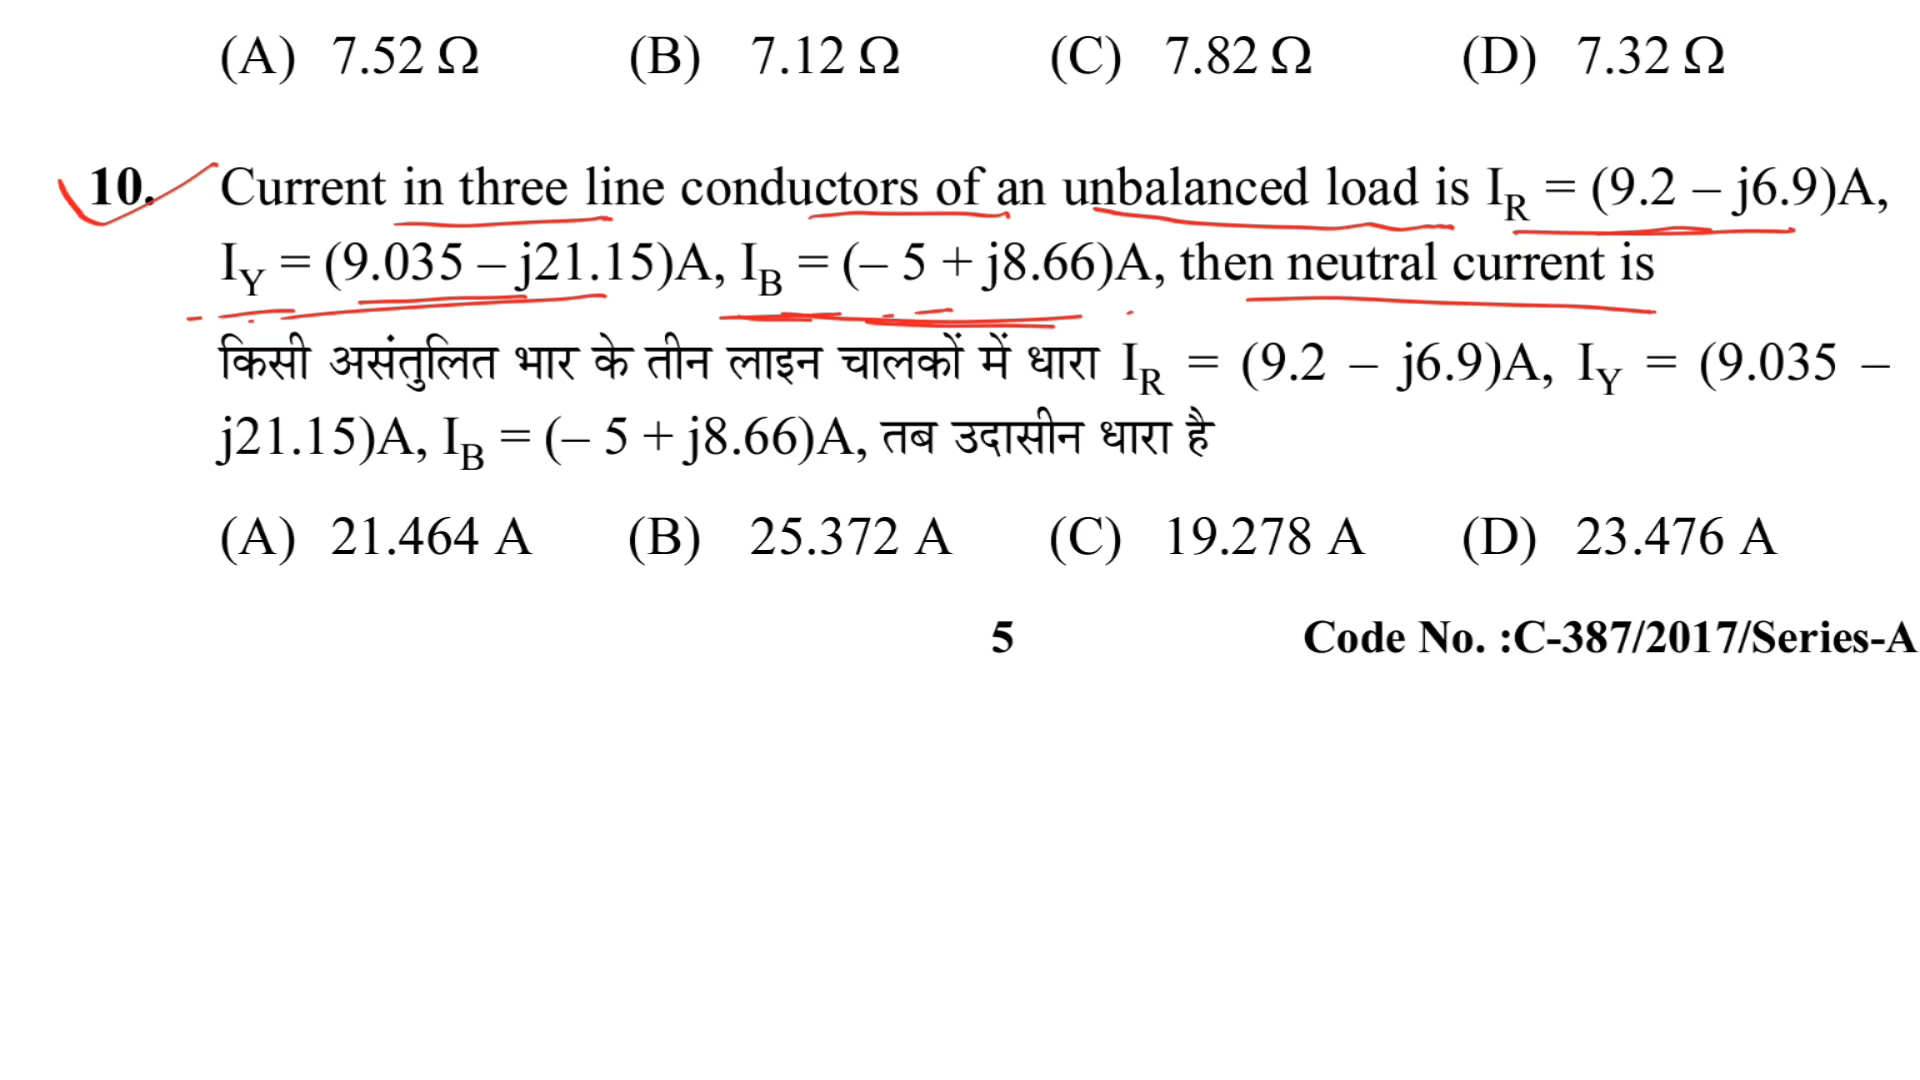 (A) 7.52 Ω (B) 7.12 Ω (C) 7.82 Ω (D) 7.32 Ω
10. Current in three line conductors of an unbalanced load is I_R = (9.2 – j6.9)A,
I_Y = (9.035 – j21.15)A, I_B = (– 5 + j8.66)A, then neutral current is
किसी असंतुलित भार के तीन लाइन चालकों में धारा I_R = (9.2 – j6.9)A, I_Y = (9.035 –
j21.15)A, I_B = (– 5 + j8.66)A, तब उदासीन धारा है
(A) 21.464 A (B) 25.372 A (C) 19.278 A (D) 23.476 A
5 Code No. :C-387/2017/Series-A